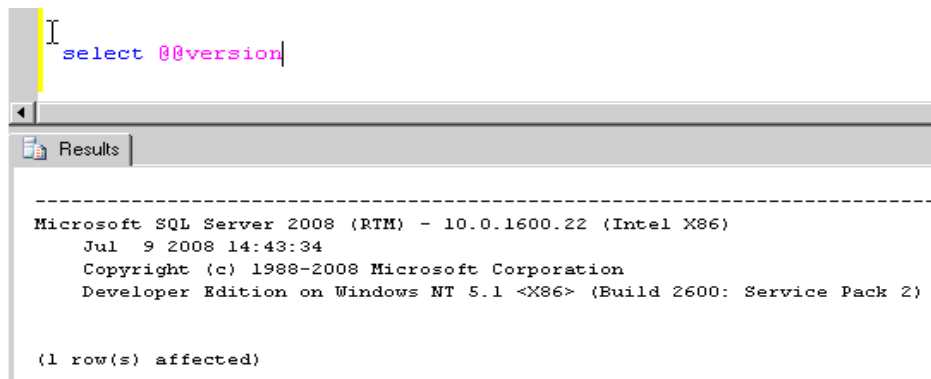 select @@version
Results
--------------------------------------------------------------------------
Microsoft SQL Server 2008 (RTM) - 10.0.1600.22 (Intel X86)
Jul  9 2008 14:43:34
Copyright (c) 1988-2008 Microsoft Corporation
Developer Edition on Windows NT 5.1 <X86> (Build 2600: Service Pack 2)
(1 row(s) affected)